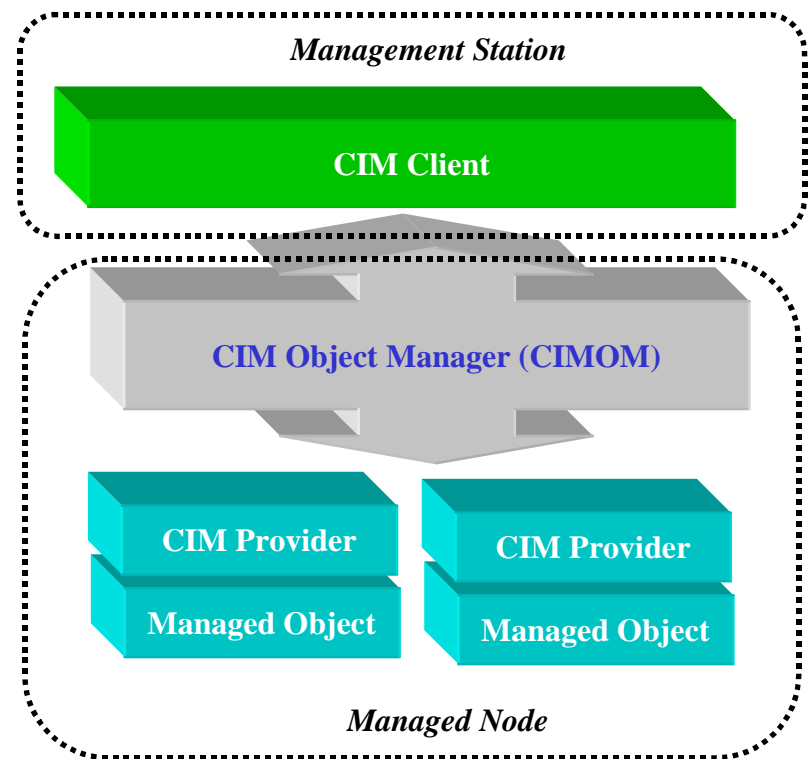 Management Station
CIM Client
CIM Object Manager (CIMOM)
CIM Provider
CIM Provider
Managed Object
Managed Object
Managed Node